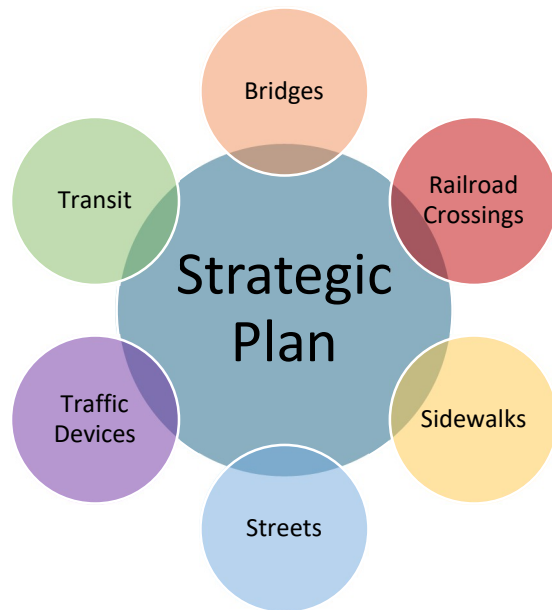 Bridges
Transit
Railroad
Crossings
Strategic
Plan
Traffic
Devices
Sidewalks
Streets